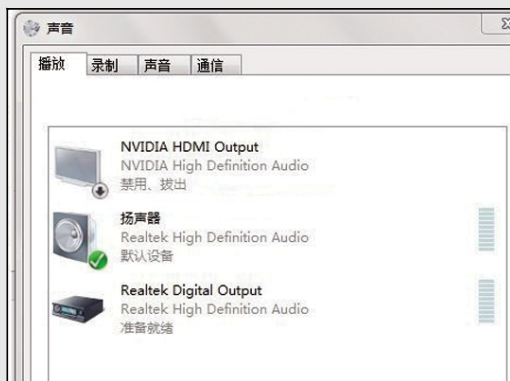 声音
播放 录制 声音 通信
NVIDIA HDMI Output
NVIDIA High Definition Audio
禁用、拔出
扬声器
Realtek High Definition Audio
默认设备
Realtek Digital Output
Realtek High Definition Audio
准备就绪